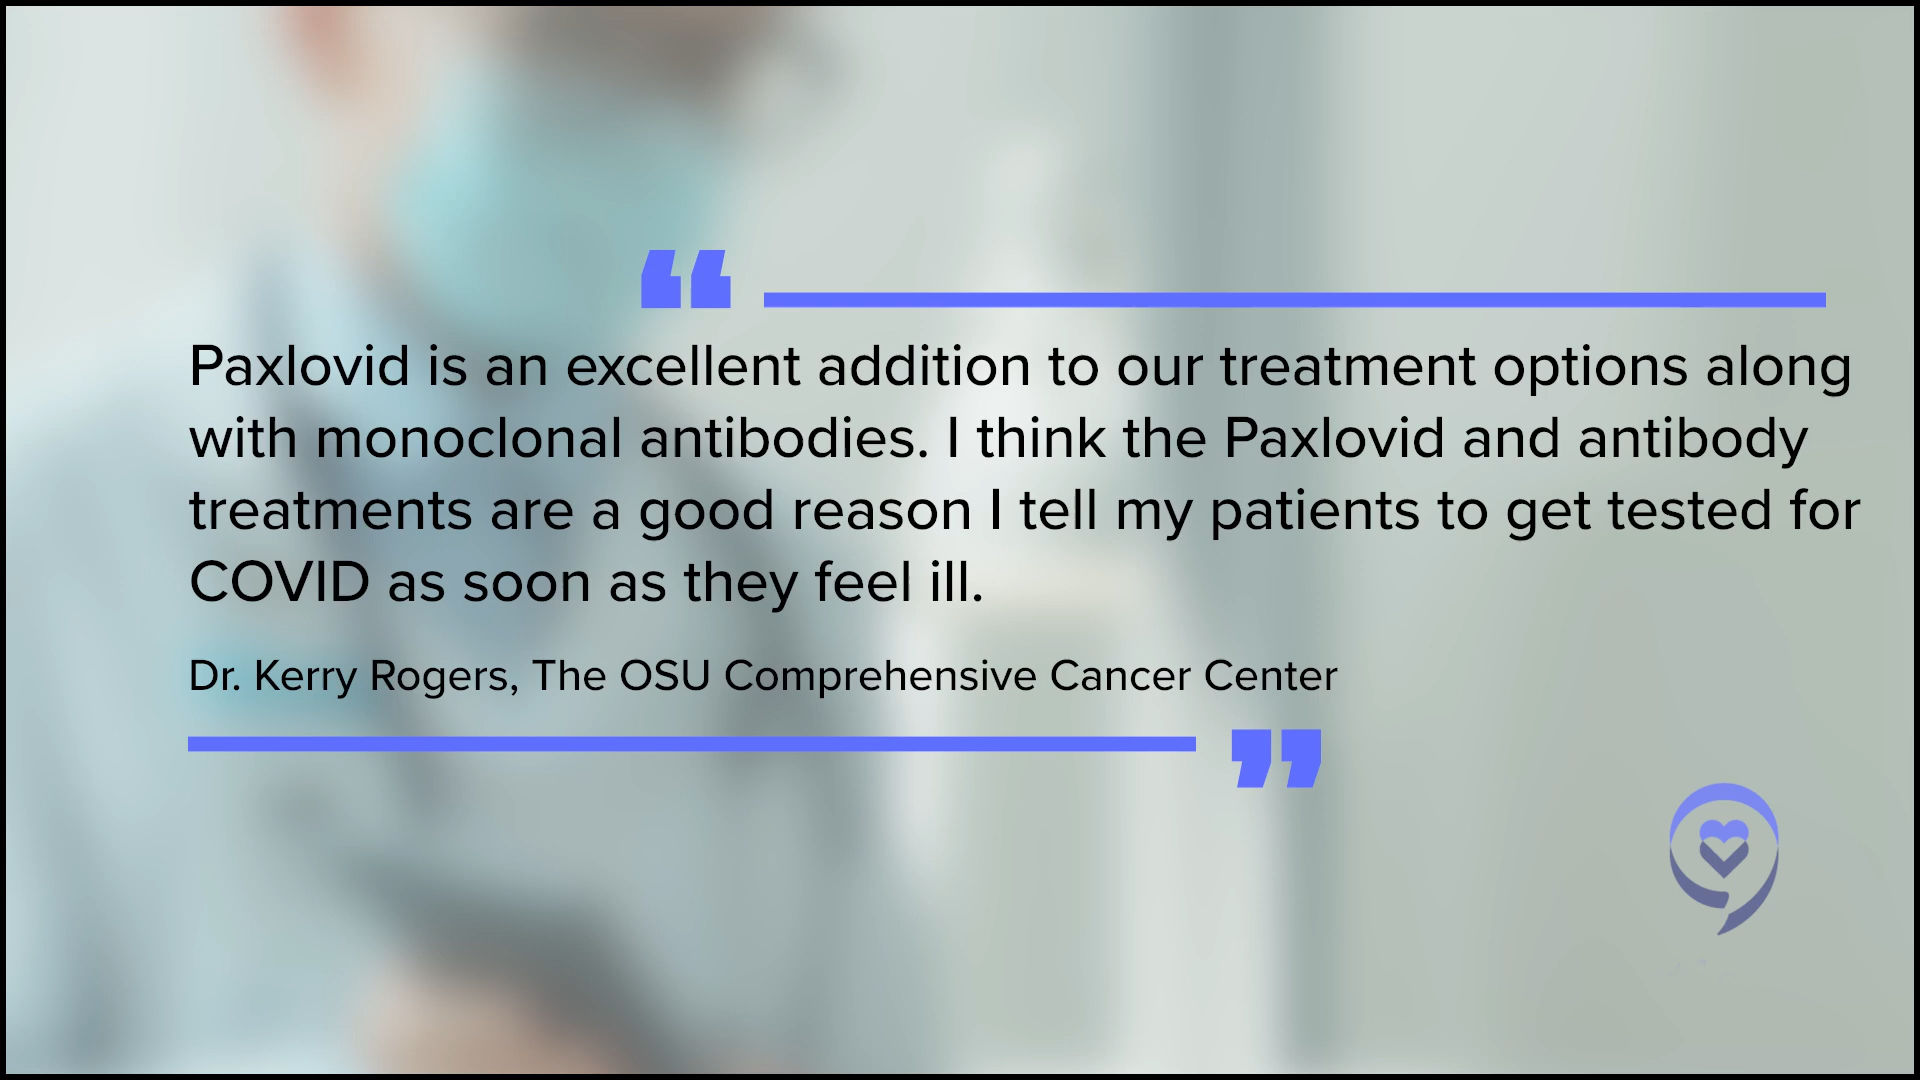 “
Paxlovid is an excellent addition to our treatment options along
with monoclonal antibodies. I think the Paxlovid and antibody
treatments are a good reason I tell my patients to get tested for
COVID as soon as they feel ill.
Dr. Kerry Rogers, The OSU Comprehensive Cancer Center
”